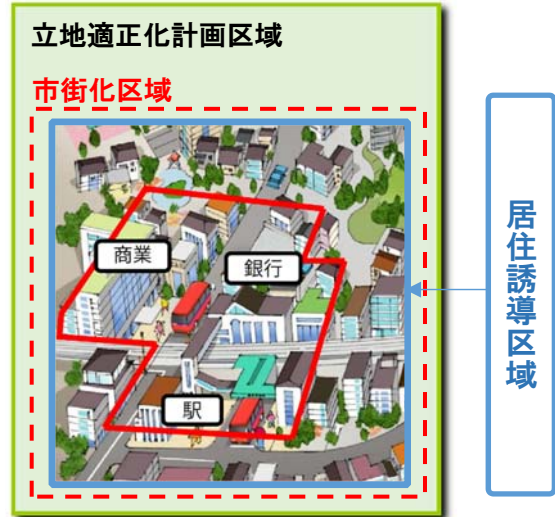 立地適正化計画区域
市街化区域
商業
銀行
駅
居住誘導区域